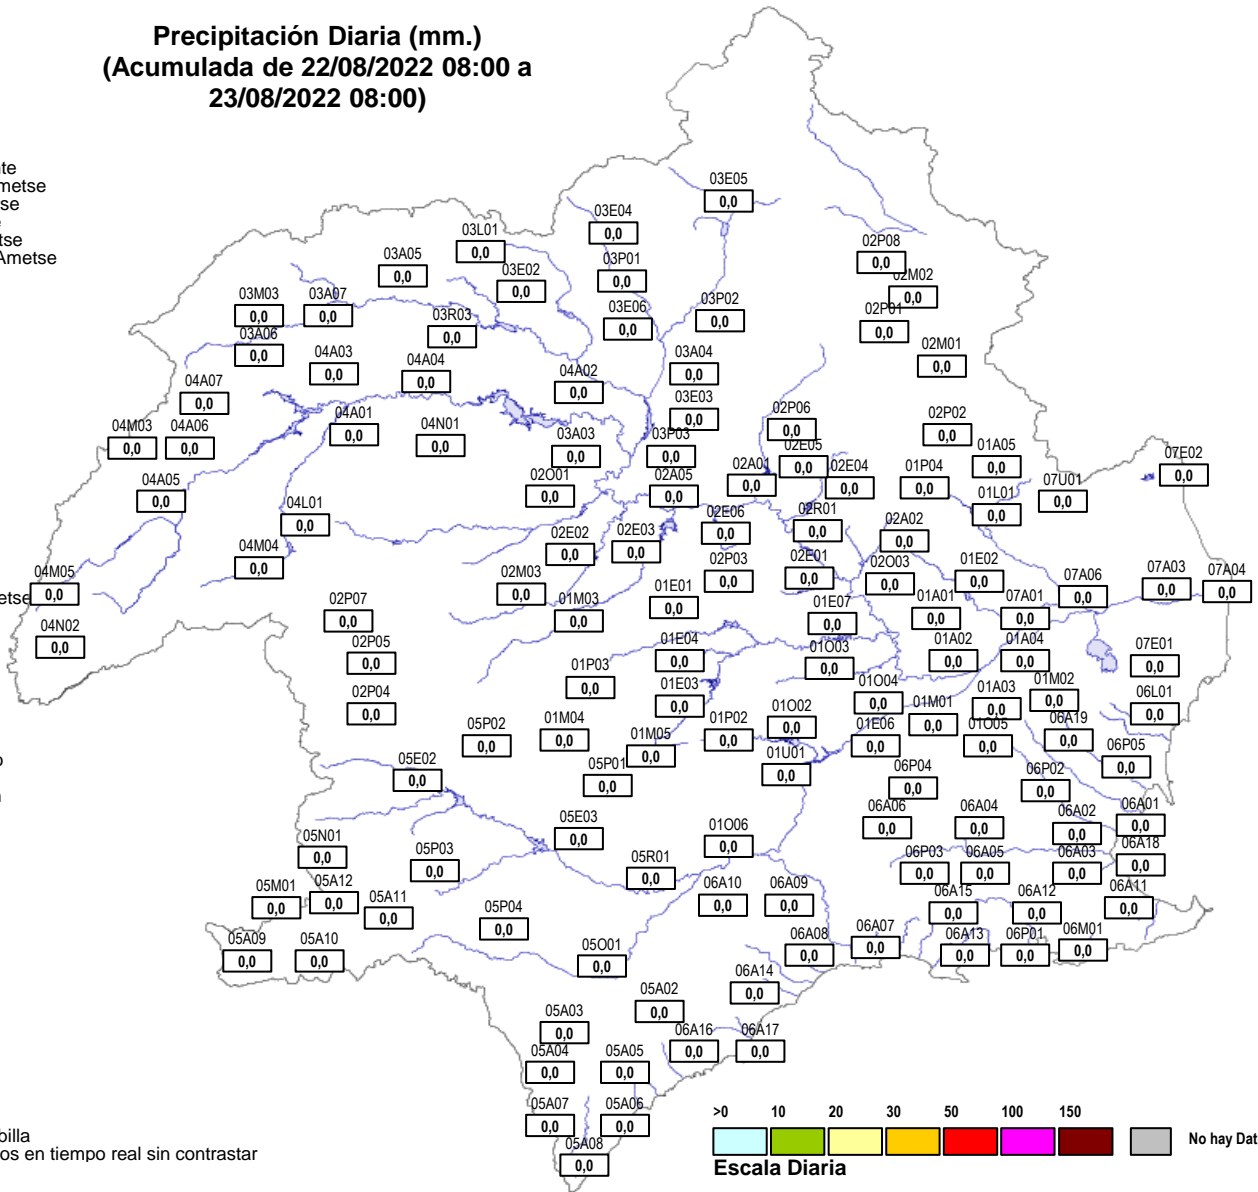 Precipitación Diaria (mm.)
(Acumulada de 22/08/2022 08:00 a
23/08/2022 08:00)
nte
metse
tse
e
tse
Ametse
03E05
0,0
03E04
0,0
03L01
0,0
03A05
0,0
03E02
0,0
03P01
0,0
02P08
0,0
02M02
0,0
03M03
0,0
03A07
0,0
03R03
0,0
03E06
0,0
03P02
0,0
02P01
0,0
03A06
0,0
04A03
0,0
04A04
0,0
04A02
0,0
03A04
0,0
02M01
0,0
04A07
0,0
03E03
0,0
04M03
0,0
04A06
0,0
04A01
0,0
04N01
0,0
03A03
0,0
03P03
0,0
02P06
0,0
02E05
0,0
02P02
0,0
01A05
0,0
07E02
0,0
04A05
0,0
02O01
0,0
02A05
0,0
02A01
0,0
02E04
0,0
01P04
0,0
01L01
0,0
07U01
0,0
04L01
0,0
02E02
0,0
02E03
0,0
02E06
0,0
02R01
0,0
02A02
0,0
04M04
0,0
04M05
0,0
etse
02M03
0,0
02P03
0,0
02E01
0,0
02O03
0,0
01E02
0,0
07A06
0,0
07A03
0,0
07A04
0,0
04N02
0,0
02P07
0,0
01M03
0,0
01E01
0,0
01E07
0,0
01A01
0,0
07A01
0,0
02P05
0,0
01E04
0,0
01O03
0,0
01A02
0,0
01A04
0,0
07E01
0,0
02P04
0,0
01P03
0,0
01E03
0,0
01O04
0,0
01M01
0,0
01A03
0,0
01M02
0,0
06L01
0,0
05P02
0,0
01M04
0,0
01M05
0,0
01P02
0,0
01O02
0,0
01E06
0,0
01O05
0,0
06A19
0,0
06P05
0,0
o
05E02
0,0
05P01
0,0
01U01
0,0
06P04
0,0
06P02
0,0
05E03
0,0
01O06
0,0
06A06
0,0
06A04
0,0
06A02
0,0
06A01
0,0
05N01
0,0
05P03
0,0
05R01
0,0
06P03
0,0
06A05
0,0
06A03
0,0
06A18
0,0
05M01
0,0
05A12
0,0
05A11
0,0
06A10
0,0
06A09
0,0
06A15
0,0
06A12
0,0
06A11
0,0
05P04
0,0
05A09
0,0
05A10
0,0
05O01
0,0
06A08
0,0
06A07
0,0
06A13
0,0
06P01
0,0
06M01
0,0
05A02
0,0
06A14
0,0
05A03
0,0
06A16
0,0
06A17
0,0
05A04
0,0
05A05
0,0
05A07
0,0
05A06
0,0
05A08
0,0
billa
os en tiempo real sin contrastar
>0 10 20 30 50 100 150
No hay Dat
Escala Diaria